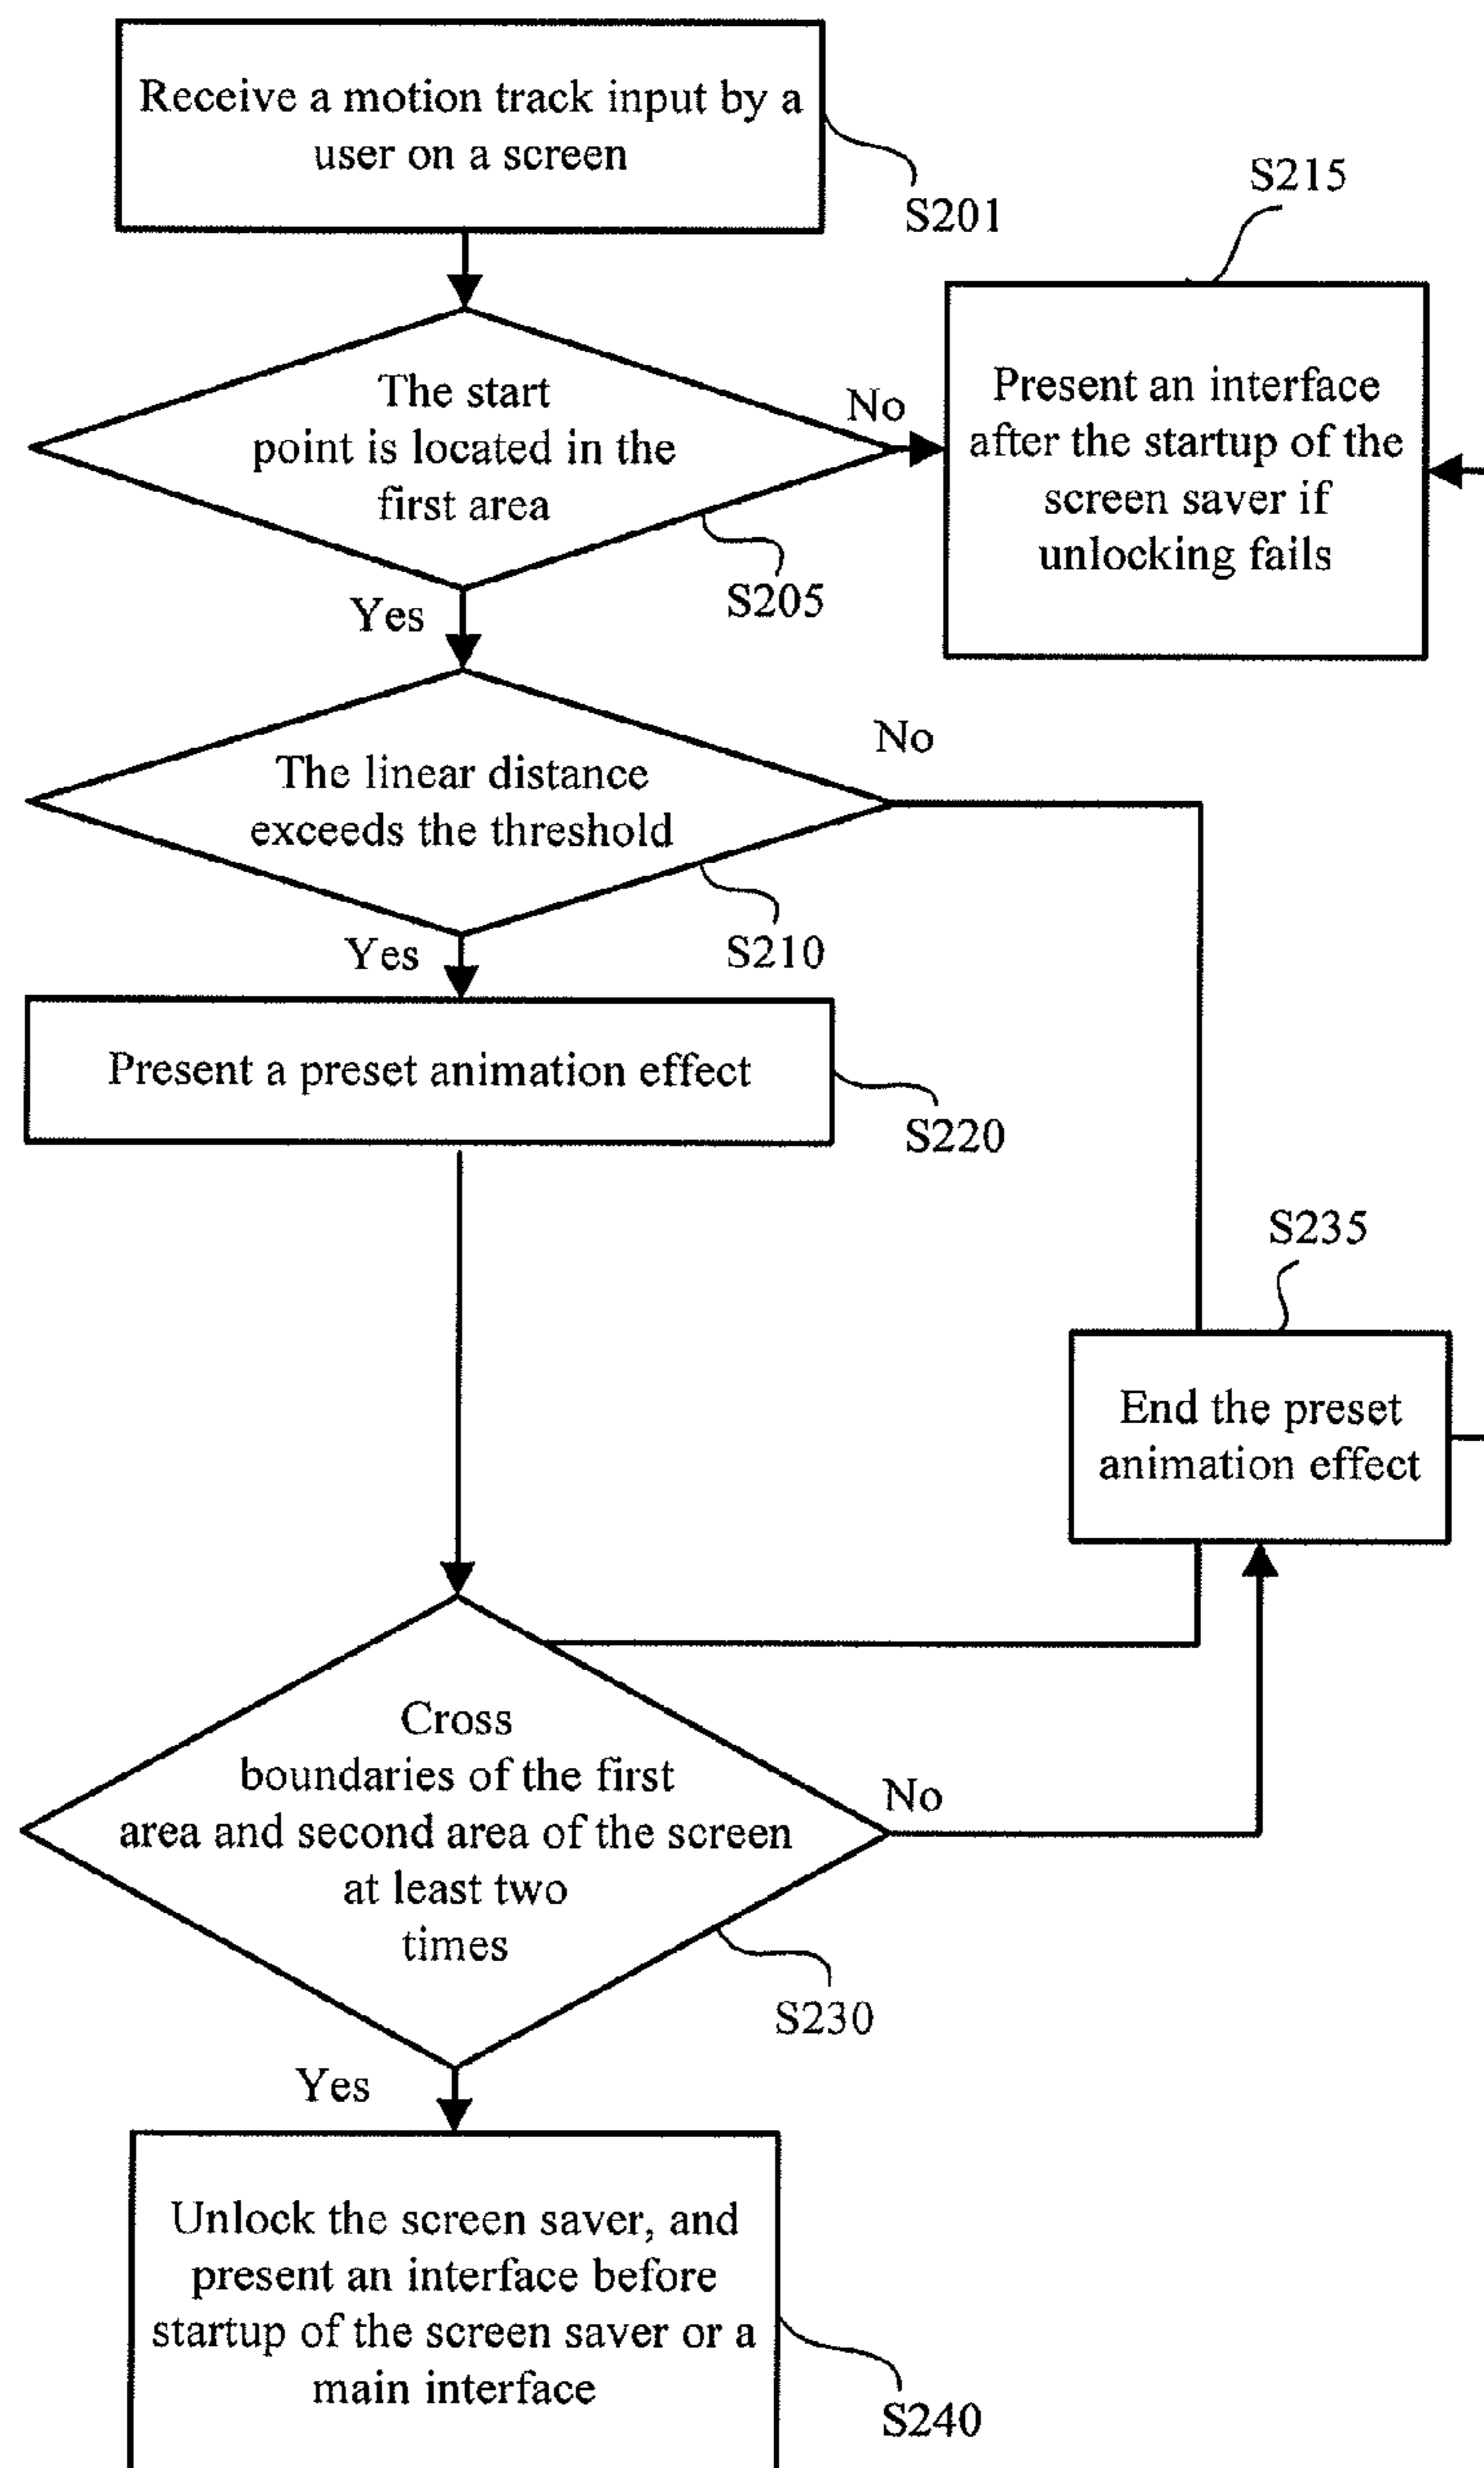 Receive a motion track input by a
user on a screen
S201
S215
The start
point is located in the
first area
No
Present an interface
after the startup of the
screen saver if
unlocking fails
S205
Yes
The linear distance
exceeds the threshold
No
S210
Yes
Present a preset animation effect
S220
S235
End the preset
animation effect
Cross
boundaries of the first
area and second area of the screen
at least two
times
No
S230
Yes
Unlock the screen saver, and
present an interface before
startup of the screen saver or a
main interface
S240